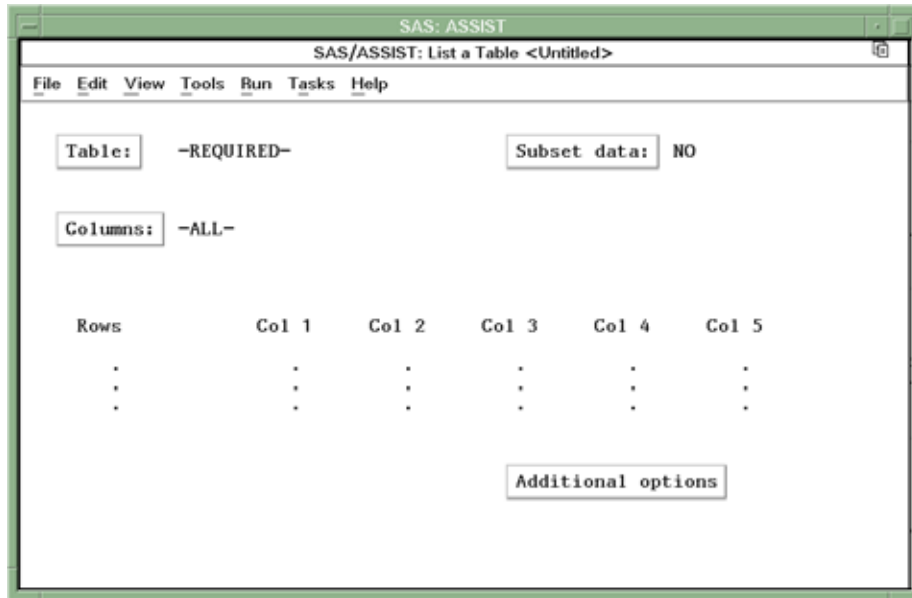 SAS: ASSIST
SAS/ASSIST: List a Table <Untitled>
File Edit View Tools Run Tasks Help
Table: -REQUIRED- Subset data: NO
Columns: -ALL-
Rows Col 1 Col 2 Col 3 Col 4 Col 5
. . . . . .
. . . . . .
. . . . . .
Additional options